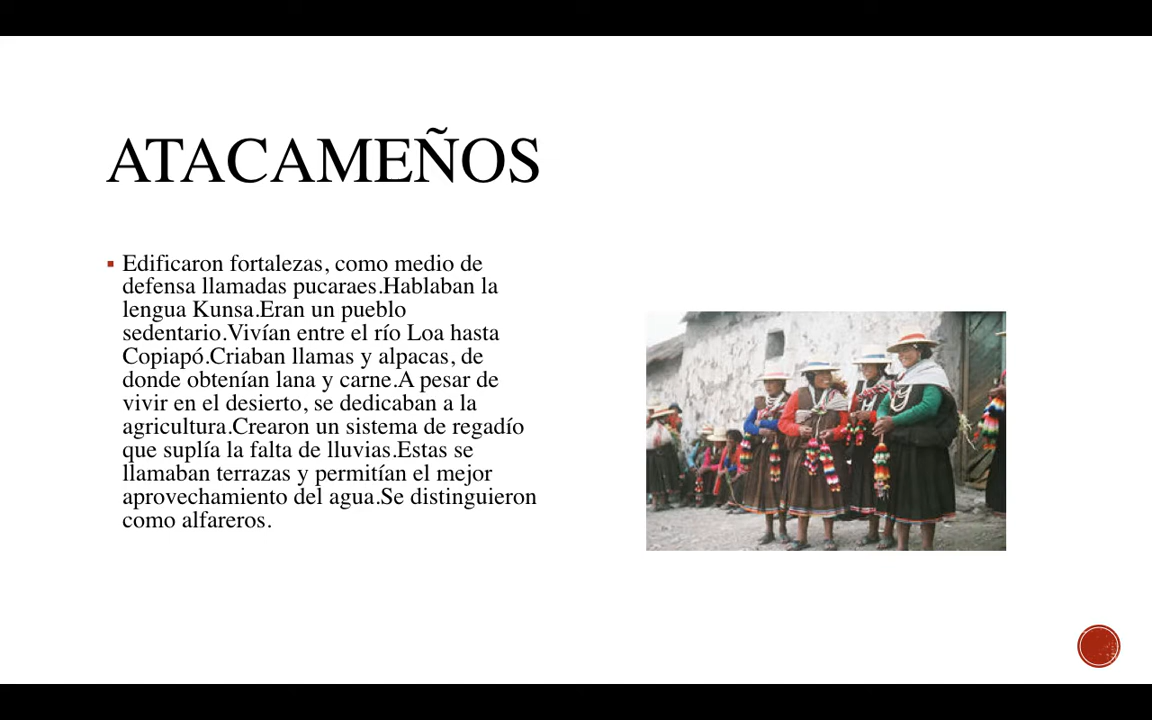 ATACAMEÑOS
Edificaron fortalezas, como medio de
defensa llamadas pucaraes.Hablaban la
lengua Kunsa.Eran un pueblo
sedentario.Vivían entre el río Loa hasta
Copiapó.Criaban llamas y alpacas, de
donde obtenían lana y carne.A pesar de
vivir en el desierto, se dedicaban a la
agricultura.Crearon un sistema de regadío
que suplía la falta de lluvias.Estas se
llamaban terrazas y permitían el mejor
aprovechamiento del agua.Se distinguieron
como alfareros.